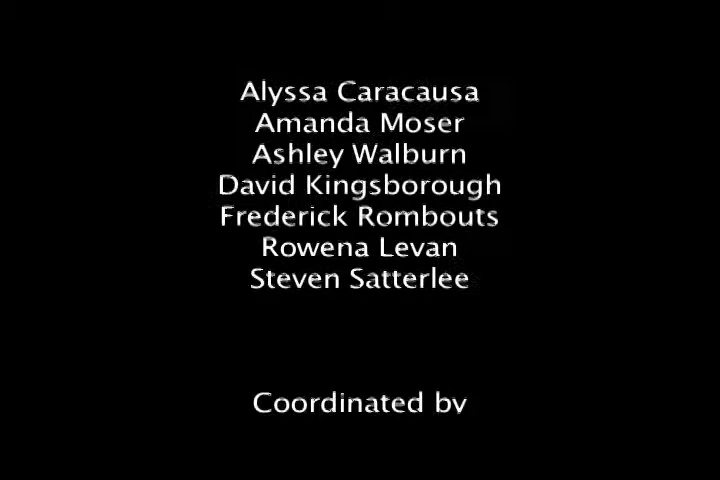 Alyssa Caracausa
Amanda Moser
Ashley Walburn
David Kingsborough
Frederick Rombouts
Rowena Levan
Steven Satterlee
Coordinated by